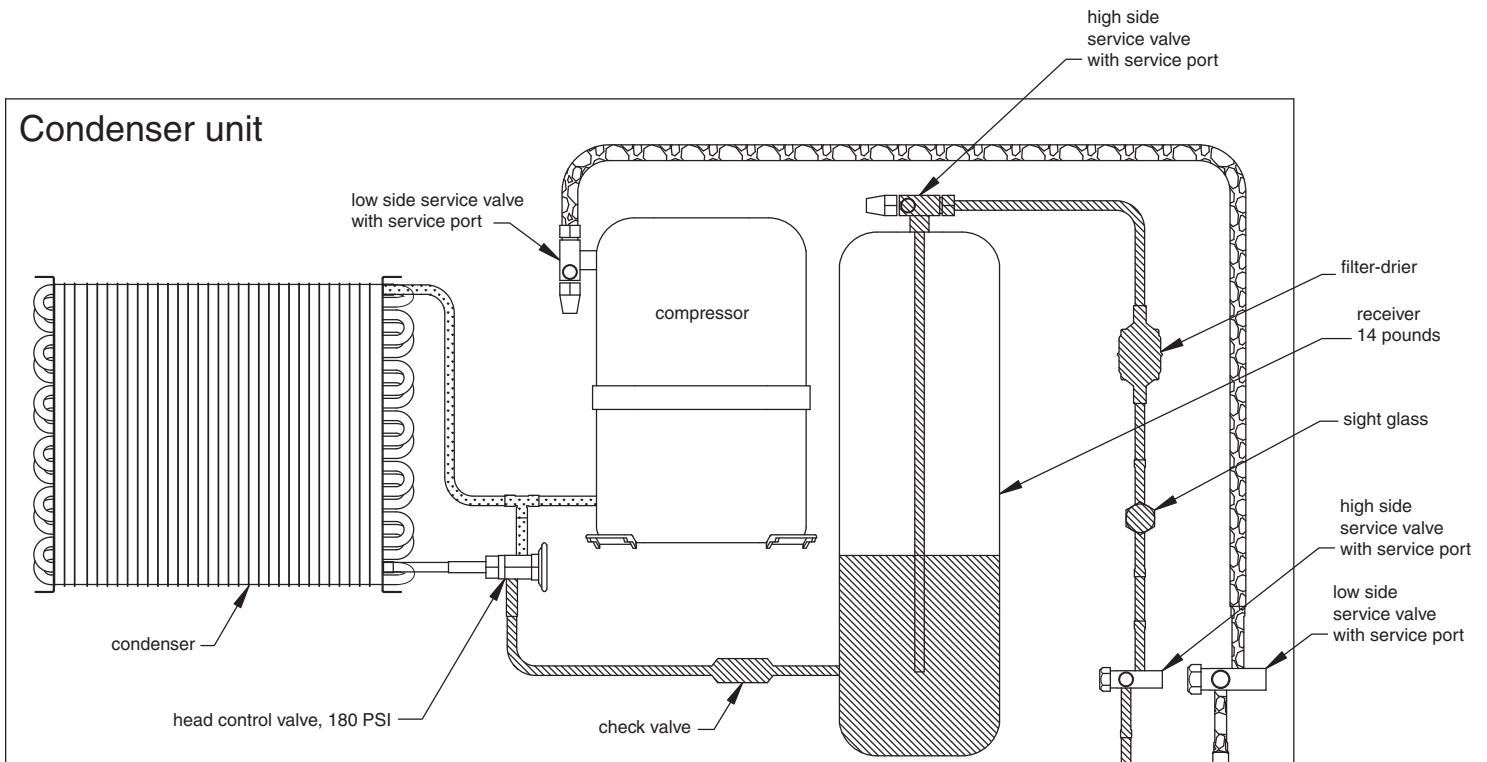 high side
service valve
with service port
Condenser unit
low side service valve
with service port
compressor
filter-drier
receiver
14 pounds
sight glass
high side
service valve
with service port
low side
service valve
with service port
condenser
head control valve, 180 PSI
check valve